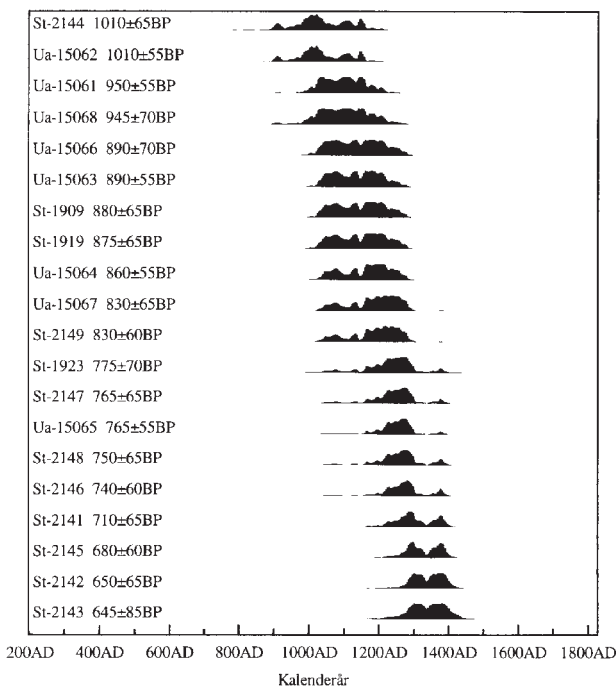 St-2144 1010±65BP
Ua-15062 1010±55BP
Ua-15061 950±55BP
Ua-15068 945±70BP
Ua-15066 890±70BP
Ua-15063 890±55BP
St-1909 880±65BP
St-1919 875±65BP
Ua-15064 860±55BP
Ua-15067 830±65BP
St-2149 830±60BP
St-1923 775±70BP
St-2147 765±65BP
Ua-15065 765±55BP
St-2148 750±65BP
St-2146 740±60BP
St-2141 710±65BP
St-2145 680±60BP
St-2142 650±65BP
St-2143 645±85BP
200AD 400AD 600AD 800AD 1000AD 1200AD 1400AD 1600AD 1800AD
Kalenderår